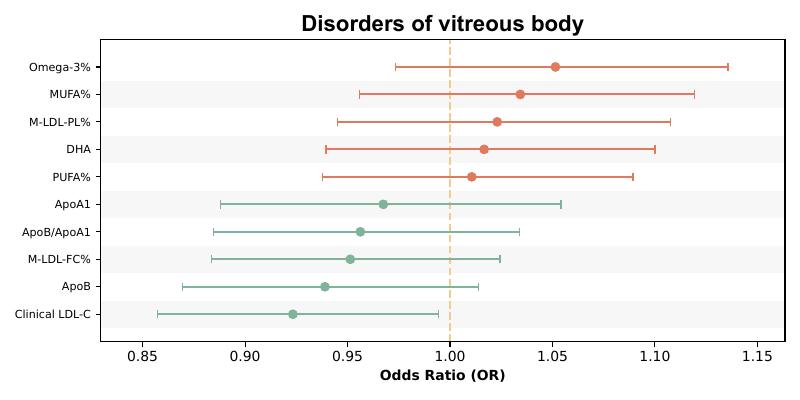 Disorders of vitreous body
Omega-3%
MUFA%
M-LDL-PL%
DHA
PUFA%
ApoA1
ApoB/ApoA1
M-LDL-FC%
ApoB
Clinical LDL-C
0.85 0.90 0.95 1.00 1.05 1.10 1.15
Odds Ratio (OR)